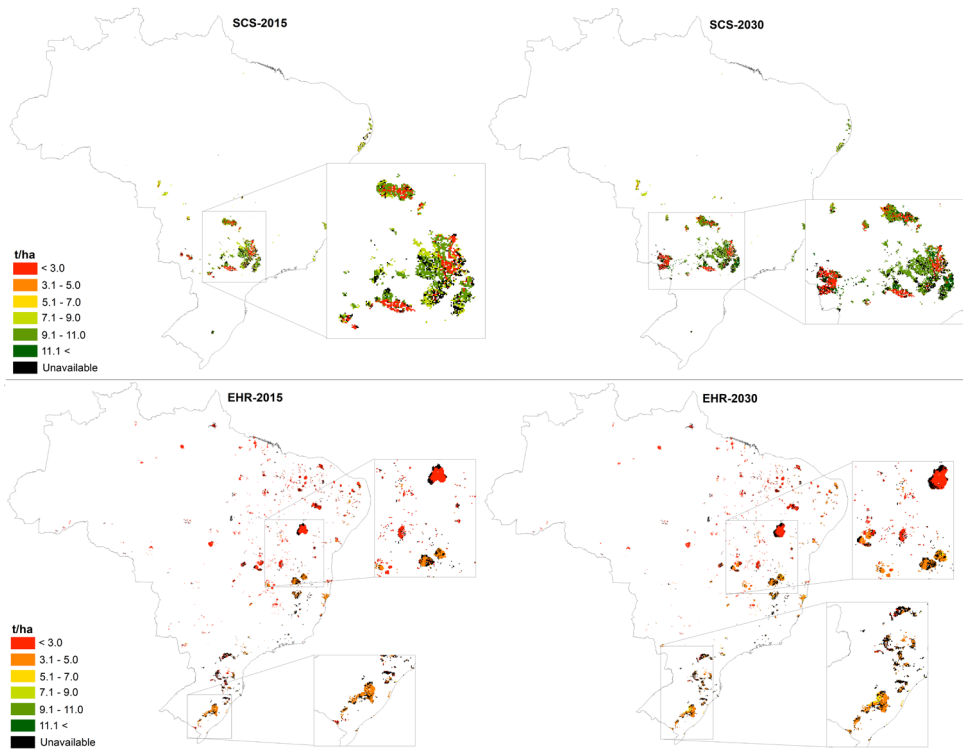 SCS-2015
SCS-2030
t/ha
< 3.0
3.1 - 5.0
5.1 - 7.0
7.1 - 9.0
9.1 - 11.0
11.1 <
Unavailable
EHR-2015
EHR-2030
t/ha
< 3.0
3.1 - 5.0
5.1 - 7.0
7.1 - 9.0
9.1 - 11.0
11.1 <
Unavailable